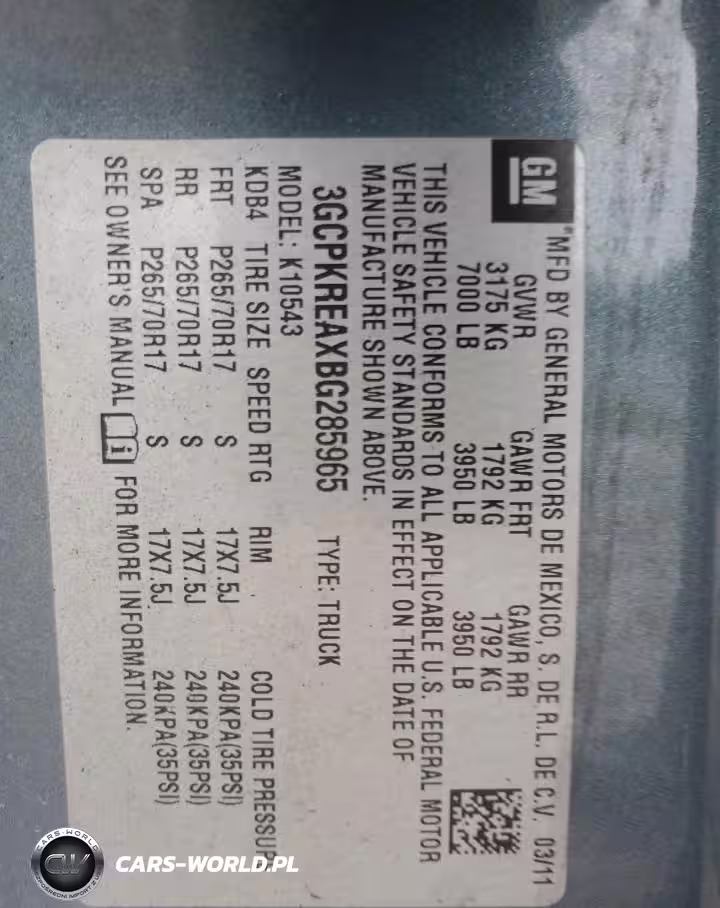 GM
®MFD BY GENERAL MOTORS DE MEXICO, S. DE R.L. DE C.V. 03/11
GVWR GAWR FRT GAWR RR
3175 KG 1792 KG 1792 KG
7000 LB 3950 LB 3950 LB
THIS VEHICLE CONFORMS TO ALL APPLICABLE U.S. FEDERAL MOTOR
VEHICLE SAFETY STANDARDS IN EFFECT ON THE DATE OF
MANUFACTURE SHOWN ABOVE.
3GCPKREAXBG285965 TYPE: TRUCK
MODEL: K10543
KDB4 TIRE SIZE SPEED RTG RIM COLD TIRE PRESSUR
FRT P265/70R17 S 17X7.5J 240KPA(35PSI)
RR P265/70R17 S 17X7.5J 240KPA(35PSI)
SPA P265/70R17 S 17X7.5J 240KPA(35PSI)
SEE OWNER'S MANUAL i FOR MORE INFORMATION.
CARS-WORLD
CW
CARS-WORLD.PL